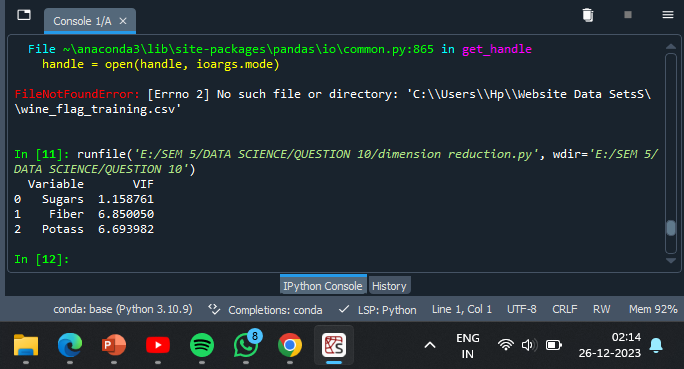 Console 1/A
File ~\anaconda3\lib\site-packages\pandas\io\common.py:865 in get_handle
handle = open(handle, ioargs.mode)
FileNotFoundError: [Errno 2] No such file or directory: 'C:\\Users\\Hp\\Website Data SetsS\
\wine_flag_training.csv'
In [11]: runfile('E:/SEM 5/DATA SCIENCE/QUESTION 10/dimension reduction.py', wdir='E:/SEM 5/
DATA SCIENCE/QUESTION 10')
Variable VIF
0 Sugars 1.158761
1 Fiber 6.850050
2 Potass 6.693982
In [12]:
IPython Console History
conda: base (Python 3.10.9) Completions: conda LSP: Python Line 1, Col 1 UTF-8 CRLF RW Mem 92%
8
ENG
IN
02:14
26-12-2023